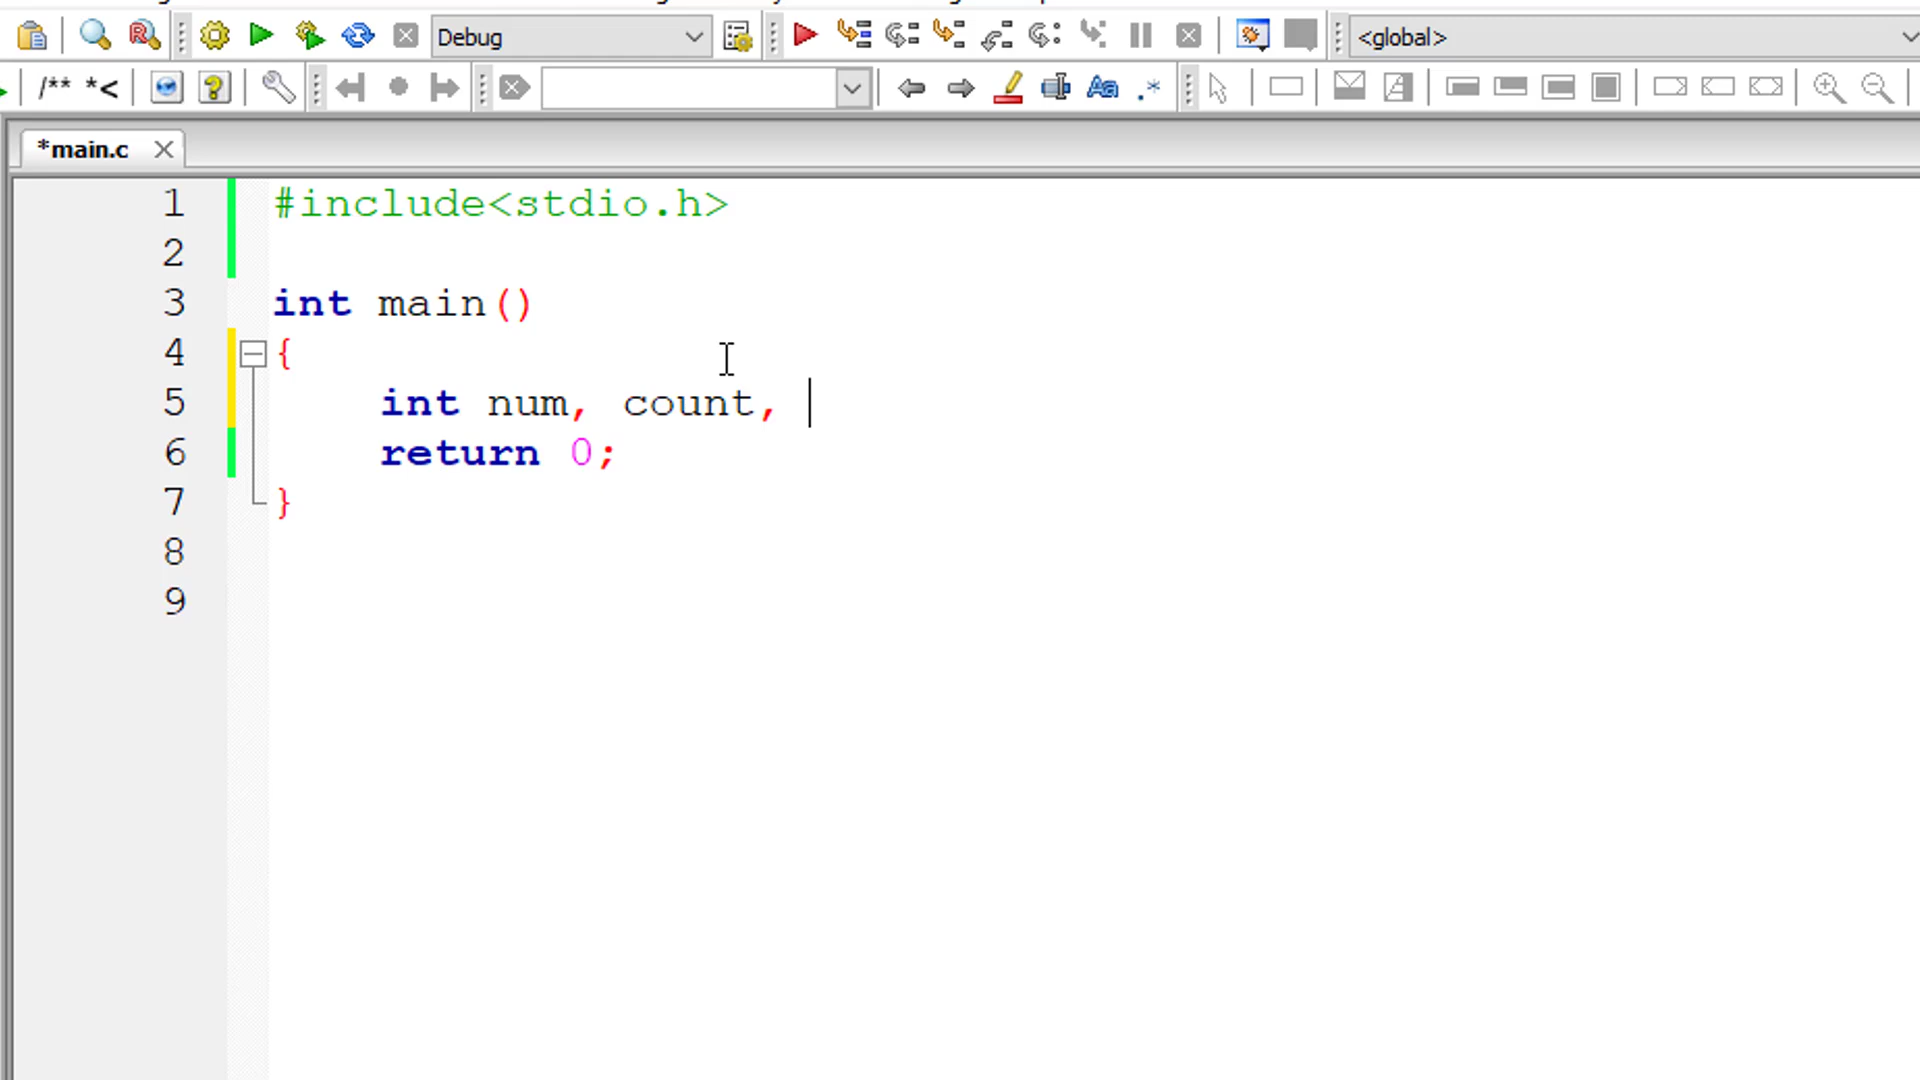 Debug
<global>
/** *<
Aa
.*
*main.c
1 #include<stdio.h>
2
3 int main()
4 {
5 int num, count,
6 return 0;
7 }
8
9